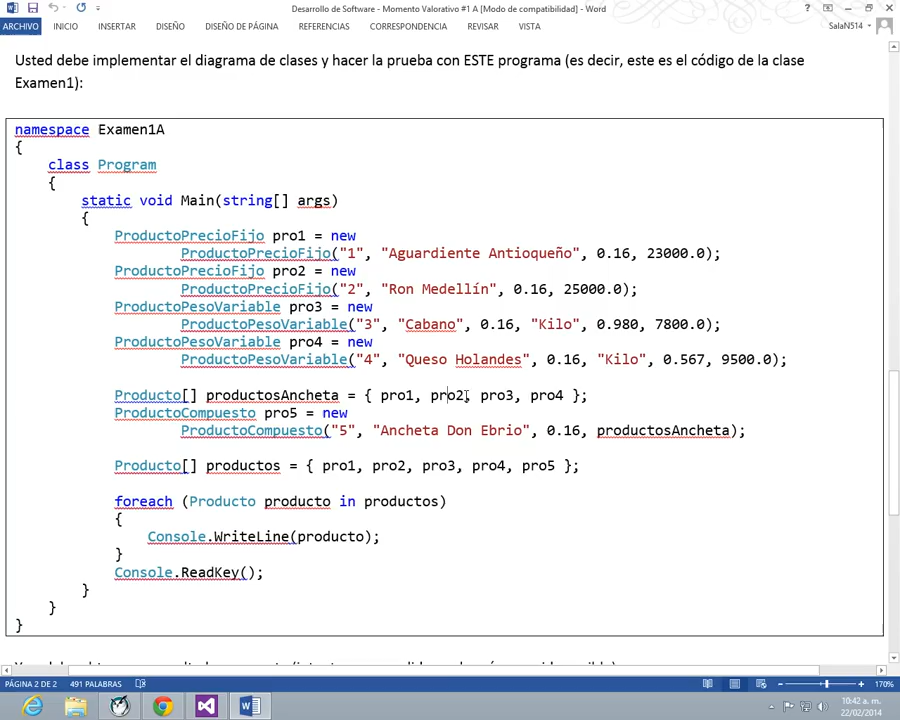 Desarrollo de Software - Momento Valorativo #1 A [Modo de compatibilidad] - Word
ARCHIVO INICIO INSERTAR DISEÑO DISEÑO DE PÁGINA REFERENCIAS CORRESPONDENCIA REVISAR VISTA SalaN514
Usted debe implementar el diagrama de clases y hacer la prueba con ESTE programa (es decir, este es el código de la clase
Examen1):
namespace Examen1A
{
class Program
{
static void Main(string[] args)
{
ProductoPrecioFijo pro1 = new
ProductoPrecioFijo("1", "Aguardiente Antioqueño", 0.16, 23000.0);
ProductoPrecioFijo pro2 = new
ProductoPrecioFijo("2", "Ron Medellín", 0.16, 25000.0);
ProductoPesoVariable pro3 = new
ProductoPesoVariable("3", "Cabano", 0.16, "Kilo", 0.980, 7800.0);
ProductoPesoVariable pro4 = new
ProductoPesoVariable("4", "Queso Holandes", 0.16, "Kilo", 0.567, 9500.0);
Producto[] productosAncheta = { pro1, pro2, pro3, pro4 };
ProductoCompuesto pro5 = new
ProductoCompuesto("5", "Ancheta Don Ebrio", 0.16, productosAncheta);
Producto[] productos = { pro1, pro2, pro3, pro4, pro5 };
foreach (Producto producto in productos)
{
Console.WriteLine(producto);
}
Console.ReadKey();
}
}
}
PÁGINA 2 DE 2 491 PALABRAS 170%
10:42 a. m.
22/02/2014